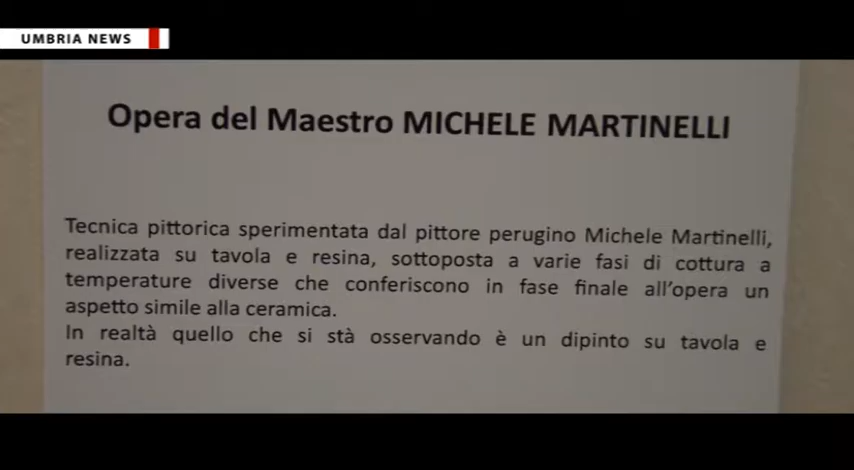 UMBRIA NEWS
Opera del Maestro MICHELE MARTINELLI
Tecnica pittorica sperimentata dal pittore perugino Michele Martinelli,
realizzata su tavola e resina, sottoposta a varie fasi di cottura a
temperature diverse che conferiscono in fase finale all'opera un
aspetto simile alla ceramica.
In realtà quello che si stà osservando è un dipinto su tavola e
resina.